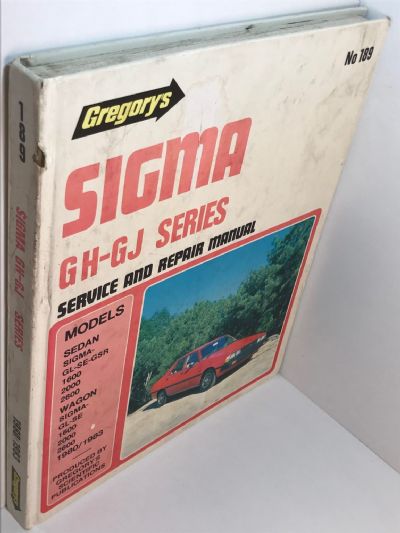 Gregory's
No 189
SIGMA
GH-GJ SERIES
SERVICE AND REPAIR MANUAL
MODELS
SEDAN
SIGMA-
GL-SE-GSR
1600
2000
2600
WAGON
SIGMA-
GL-SE
1600
2000
2600
1980/1983
PRODUCED BY
GREGORY'S
SCIENTIFIC
PUBLICATIONS
189
SIGMA GH-GJ SERIES
1980 1983
Gregory's